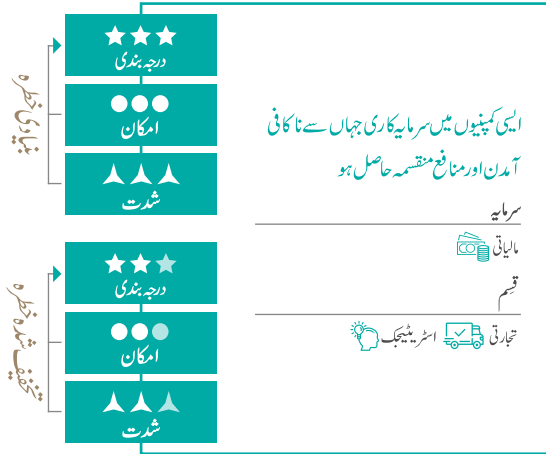 ایسی کمپنیوں میں سرمایہ کاری جہاں سے ناکافی
آمدن اور منافع منقسمہ حاصل ہو
سرمایہ
مالیاتی
قسِم
تجارتی اسٹریٹیجک
بنیادی خطرہ
درجہ بندی
امکان
شدت
تخفیف شدہ خطرہ
درجہ بندی
امکان
شدت